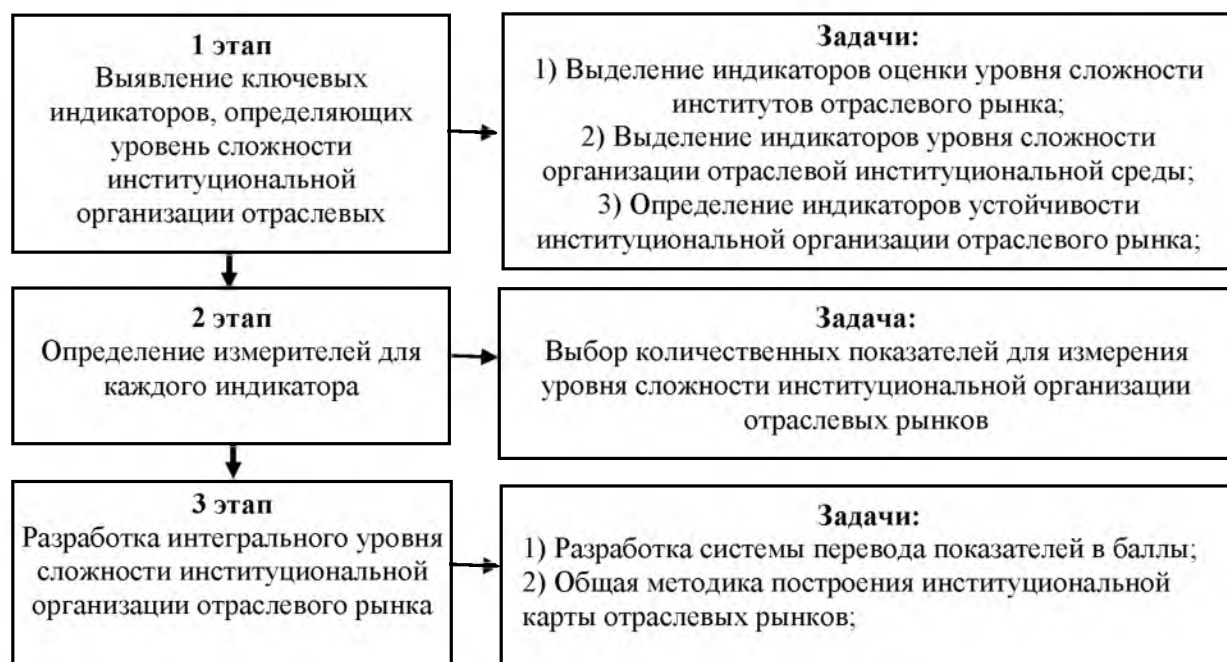 1 этап
Выявление ключевых
индикаторов, определяющих
уровень сложности
институциональной
организации отраслевых
Задачи:
1) Выделение индикаторов оценки уровня сложности
институтов отраслевого рынка;
2) Выделение индикаторов уровня сложности
организации отраслевой институциональной среды;
3) Определение индикаторов устойчивости
институциональной организации отраслевого рынка;
2 этап
Определение измерителей для
каждого индикатора
Задача:
Выбор количественных показателей для измерения
уровня сложности институциональной организации
отраслевых рынков
3 этап
Разработка интегрального уровня
сложности институциональной
организации отраслевого рынка
Задачи:
1) Разработка системы перевода показателей в баллы;
2) Общая методика построения институциональной
карты отраслевых рынков;